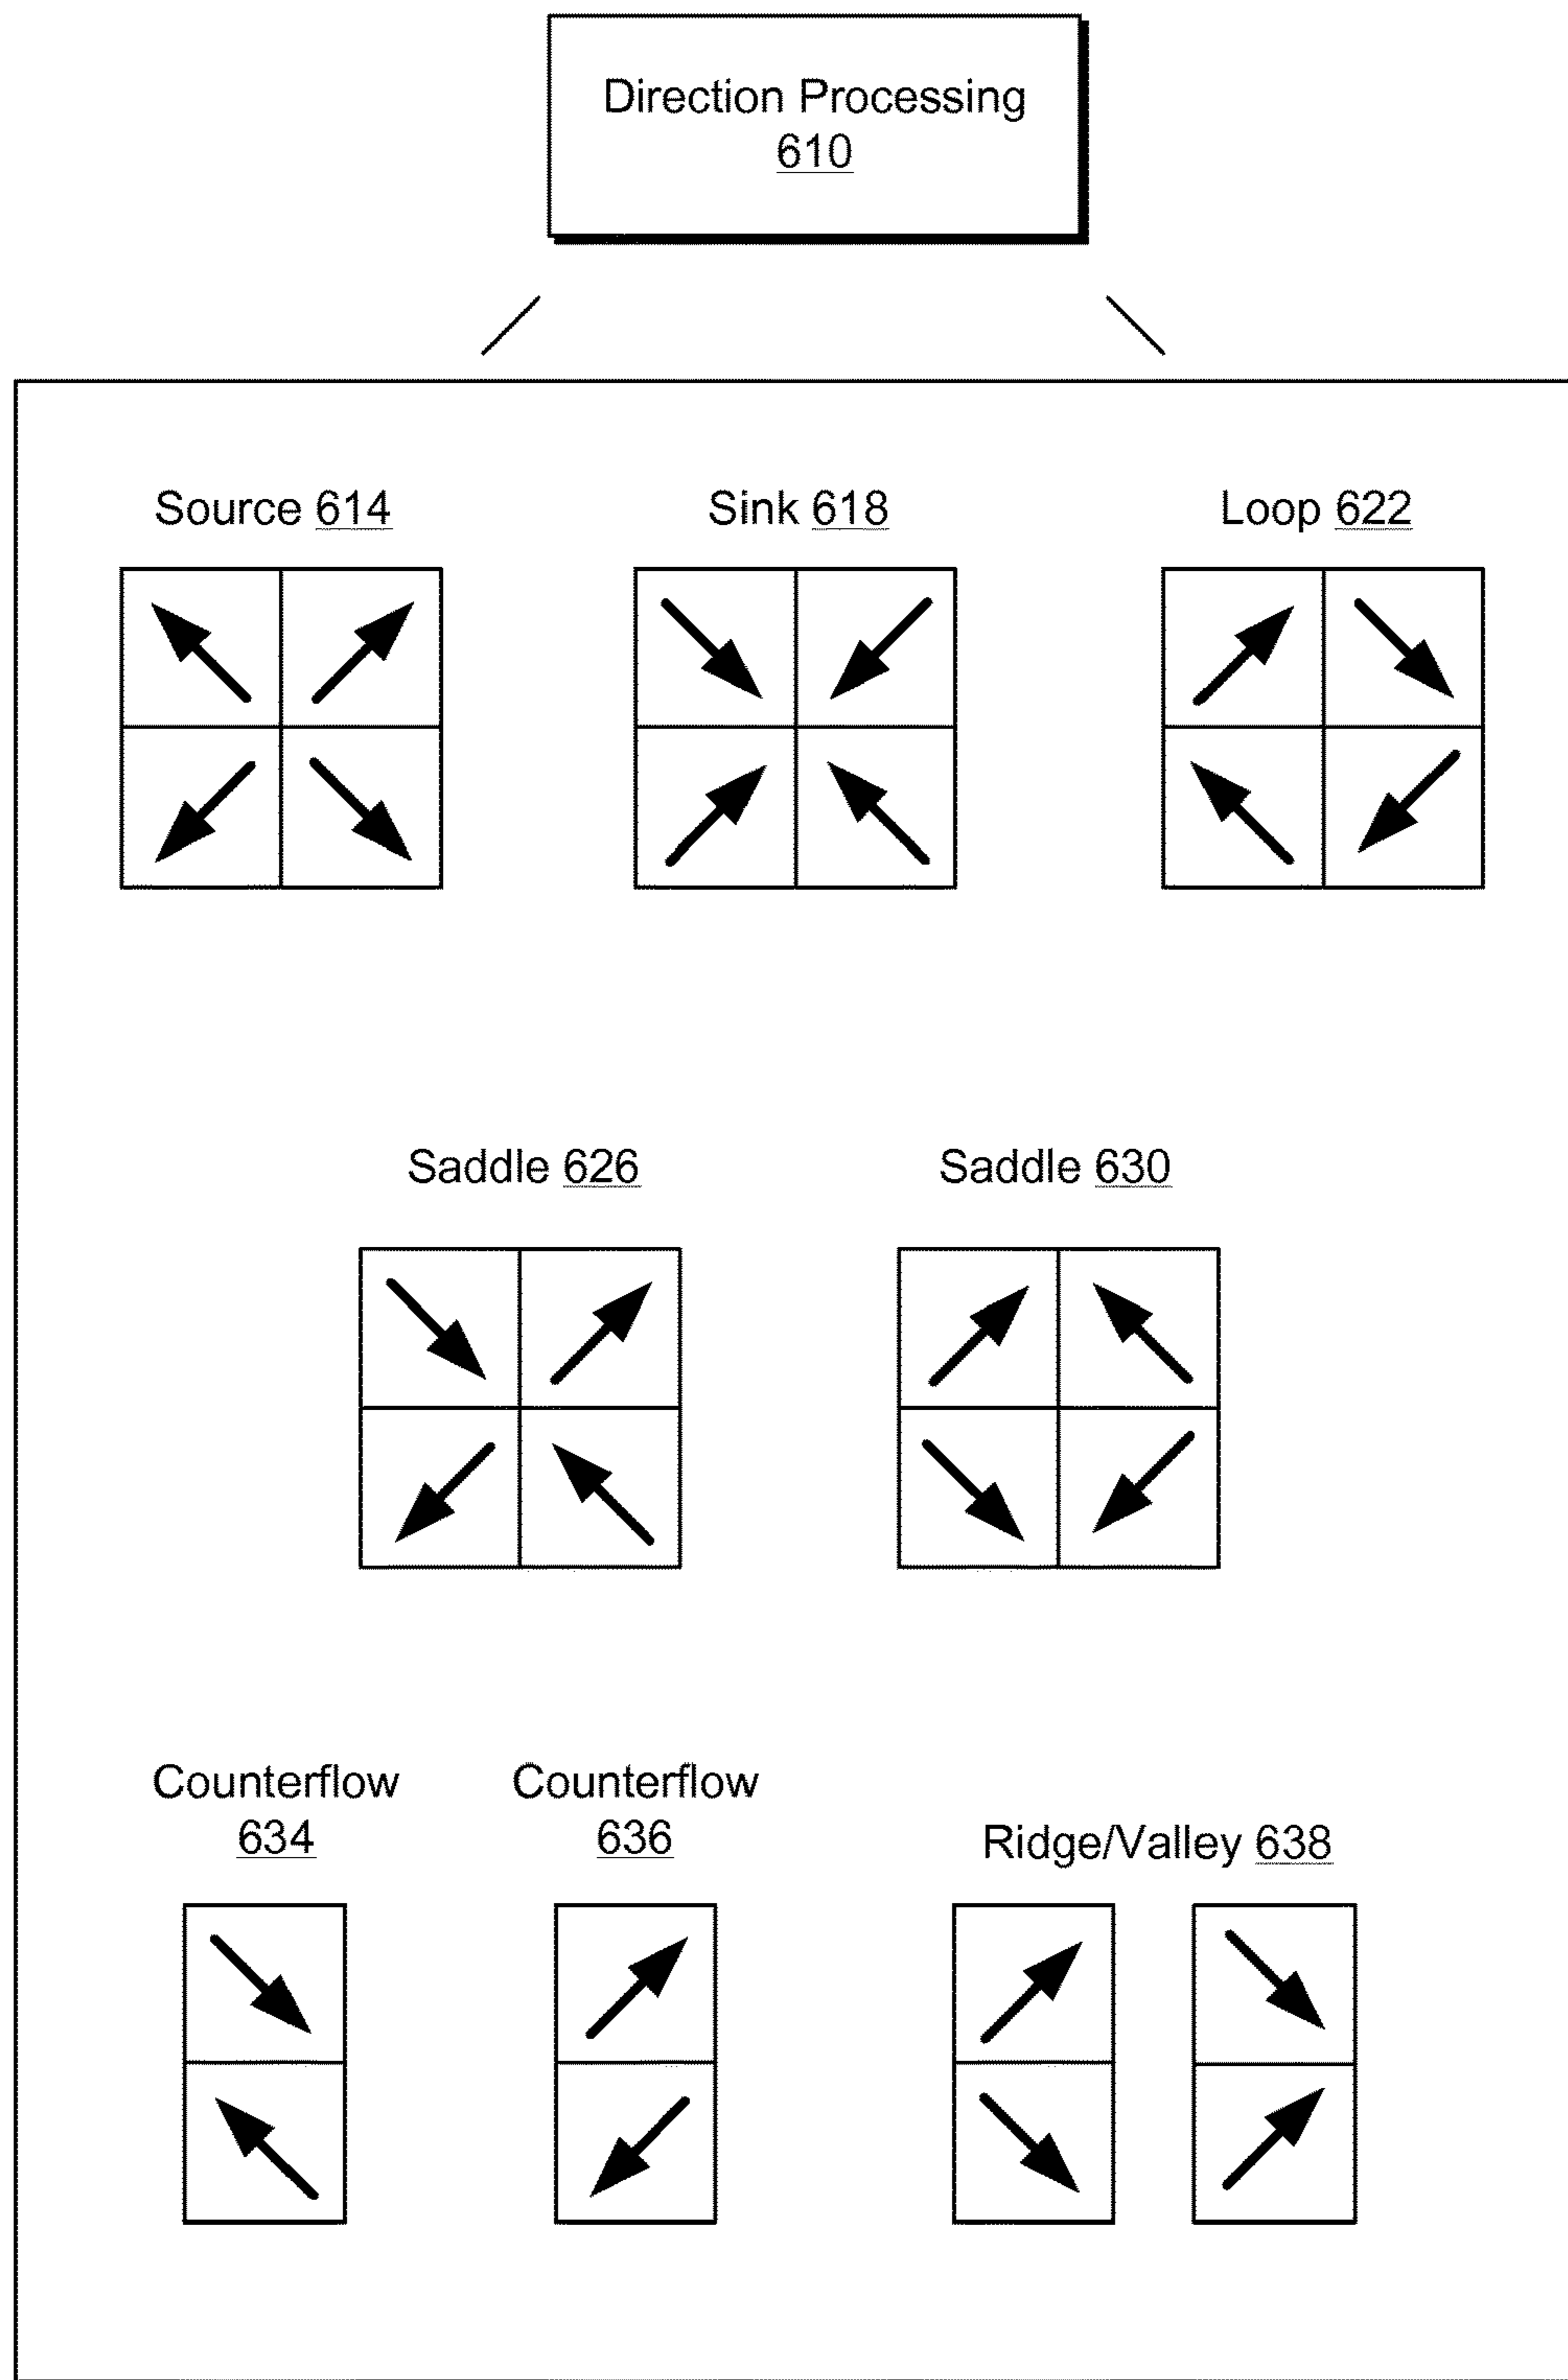 Direction Processing
610
Source 614
Sink 618
Loop 622
Saddle 626
Saddle 630
Counterflow
634
Counterflow
636
Ridge/Valley 638